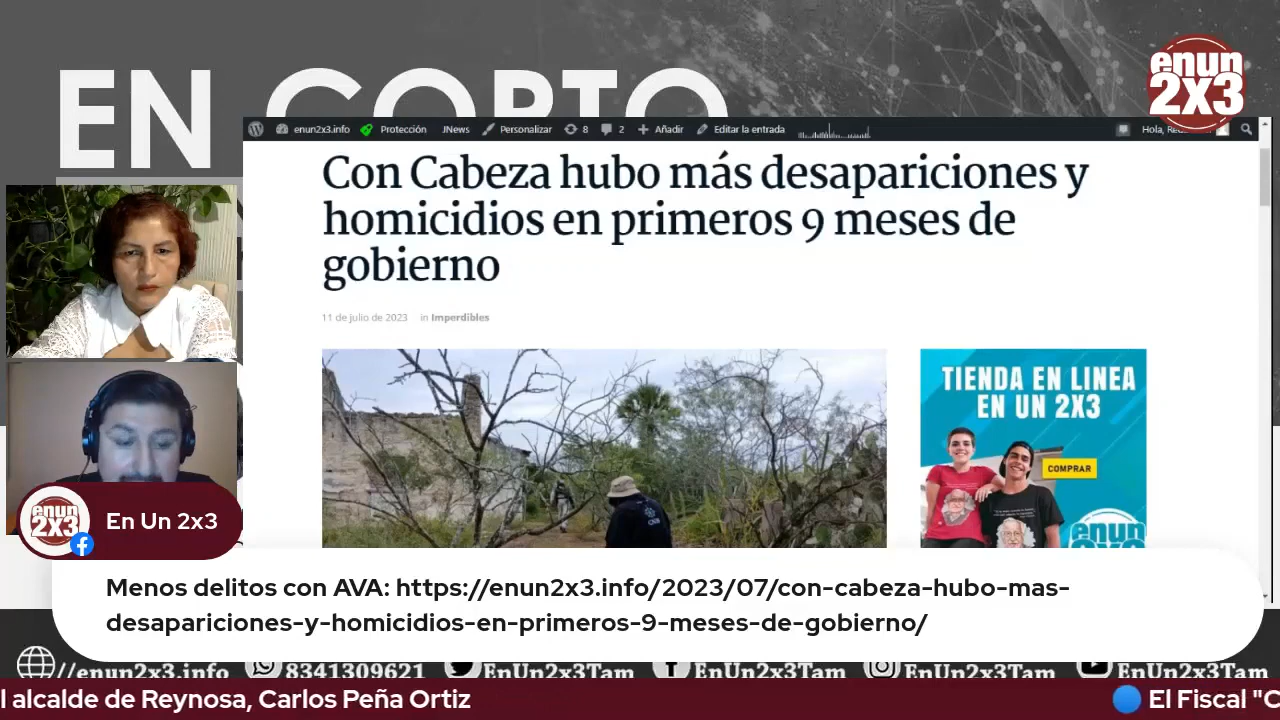 EN CORTO
enun
2x3
enun2x3.info Protección JNews Personalizar 8 2 Añadir Editar la entrada
Hola,
Con Cabeza hubo más desapariciones y
homicidios en primeros 9 meses de
gobierno
11 de julio de 2023 in Imperdibles
TIENDA EN LINEA
EN UN 2X3
COMPRAR
enun
enun
2x3
En Un 2x3
Menos delitos con AVA: https://enun2x3.info/2023/07/con-cabeza-hubo-mas-
desapariciones-y-homicidios-en-primeros-9-meses-de-gobierno/
//enun2x3.info 8341309621 EnUn2x3Tam EnUn2x3Tam EnUn2x3Tam EnUn2x3Tam
l alcalde de Reynosa, Carlos Peña Ortiz
El Fiscal "C